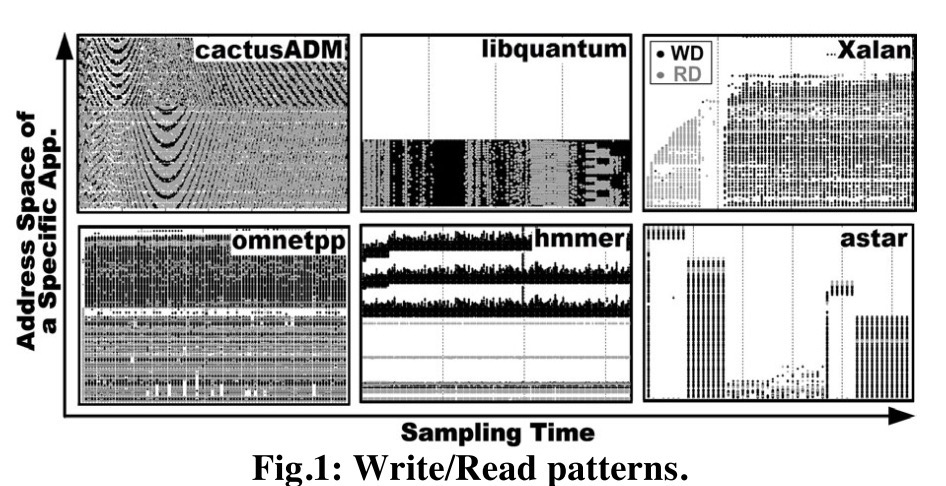 cactusADM
libquantum
WD
RD
Xalan
Address Space of
a Specific App.
omnetpp
hmmer
astar
Sampling Time
Fig.1: Write/Read patterns.